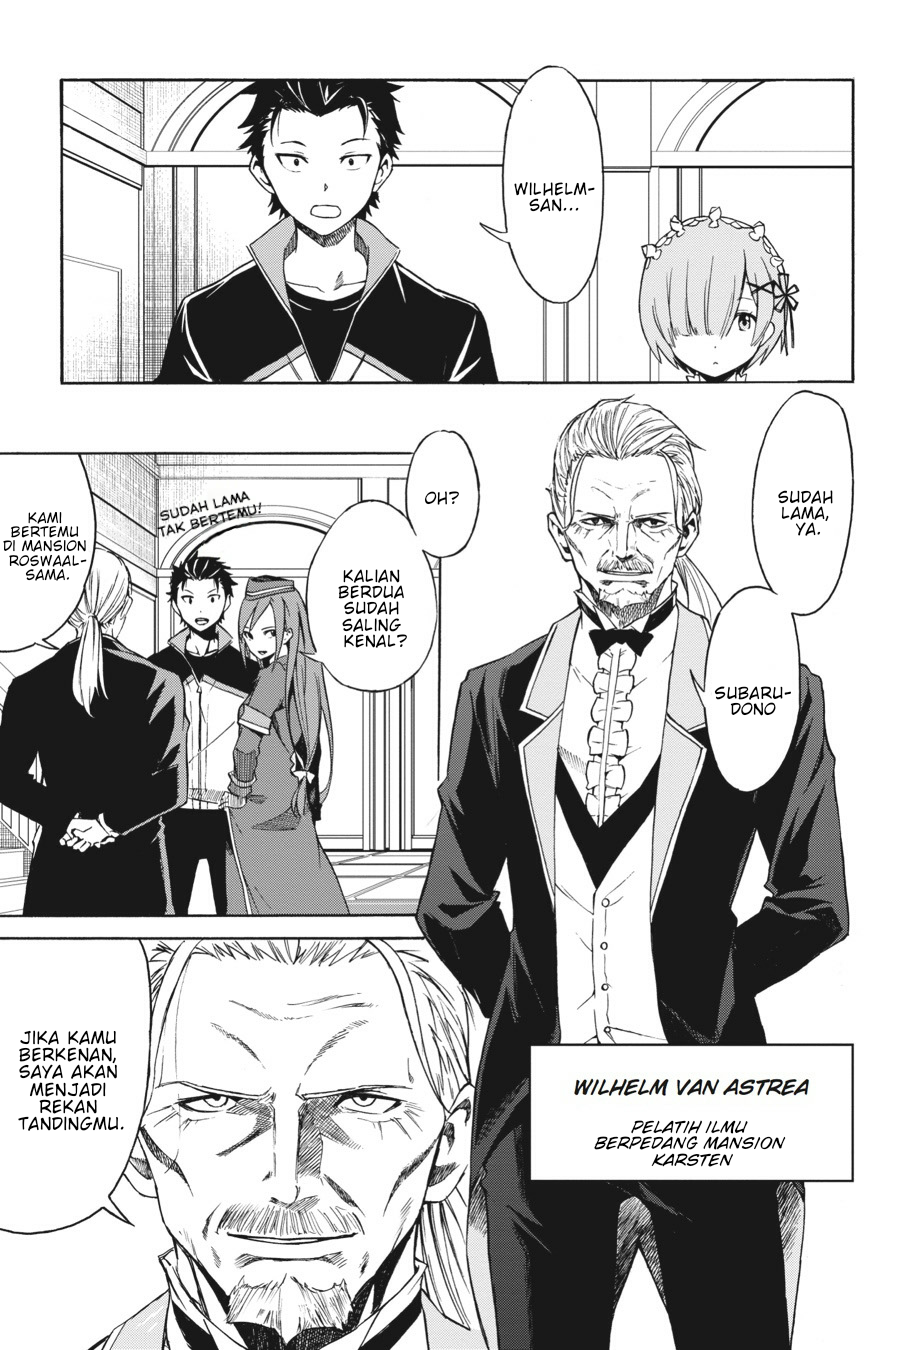 WILHELM-
SAN...
SUDAH
LAMA,
YA.
SUBARU-
DONO
WILHELM VAN ASTREA
PELATIH ILMU
BERPEDANG MANSION
KARSTEN
OH?
KALIAN
BERDUA
SUDAH
SALING
KENAL?
SUDAH LAMA
TAK BERTEMU!
KAMI
BERTEMU
DI MANSION
ROSWAAL-
SAMA.
JIKA KAMU
BERKENAN,
SAYA AKAN
MENJADI
REKAN
TANDINGMU.